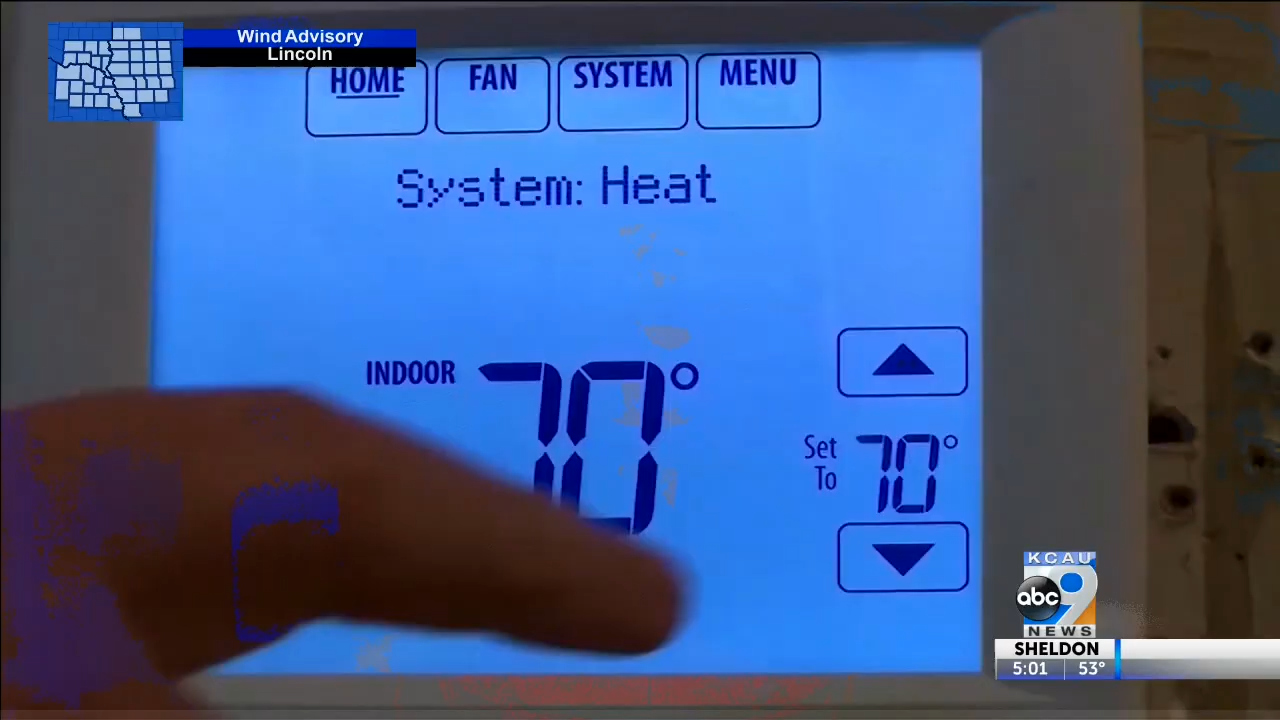 Wind Advisory
Lincoln
HOME FAN SYSTEM MENU
System: Heat
INDOOR 70°
Set To 70°
KCAU
abc 9
NEWS
SHELDON
5:01 53°